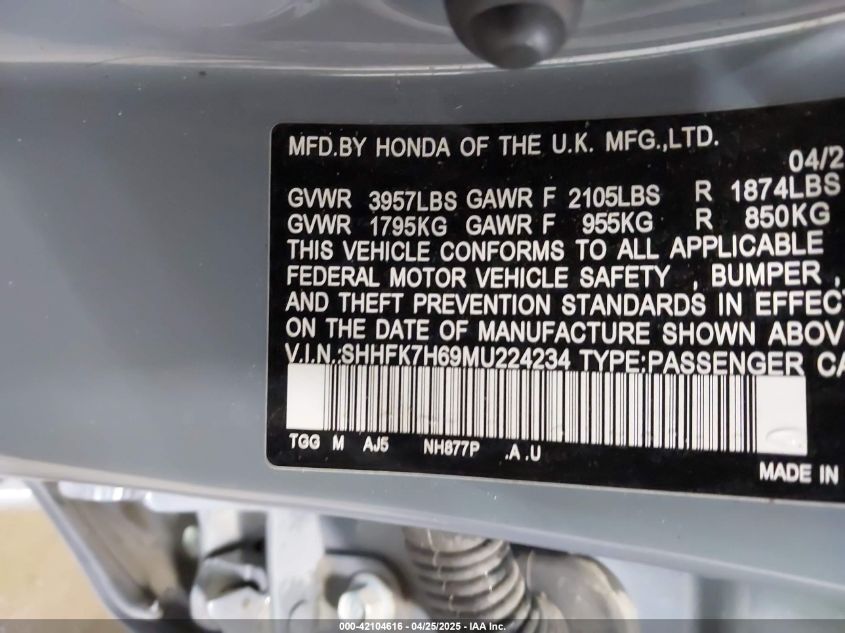 MFD.BY HONDA OF THE U.K. MFG.,LTD.
04/2
GVWR 3957LBS GAWR F 2105LBS R 1874LBS
GVWR 1795KG GAWR F 955KG R 850KG
THIS VEHICLE CONFORMS TO ALL APPLICABLE
FEDERAL MOTOR VEHICLE SAFETY , BUMPER ,
AND THEFT PREVENTION STANDARDS IN EFFECT
ON THE DATE OF MANUFACTURE SHOWN ABOV
V.I.N.:SHHFK7H69MU224234 TYPE:PASSENGER CA
TGG M AJ5 NH877P .A .U
MADE IN
000-42104616 - 04/25/2025 - IAA Inc.